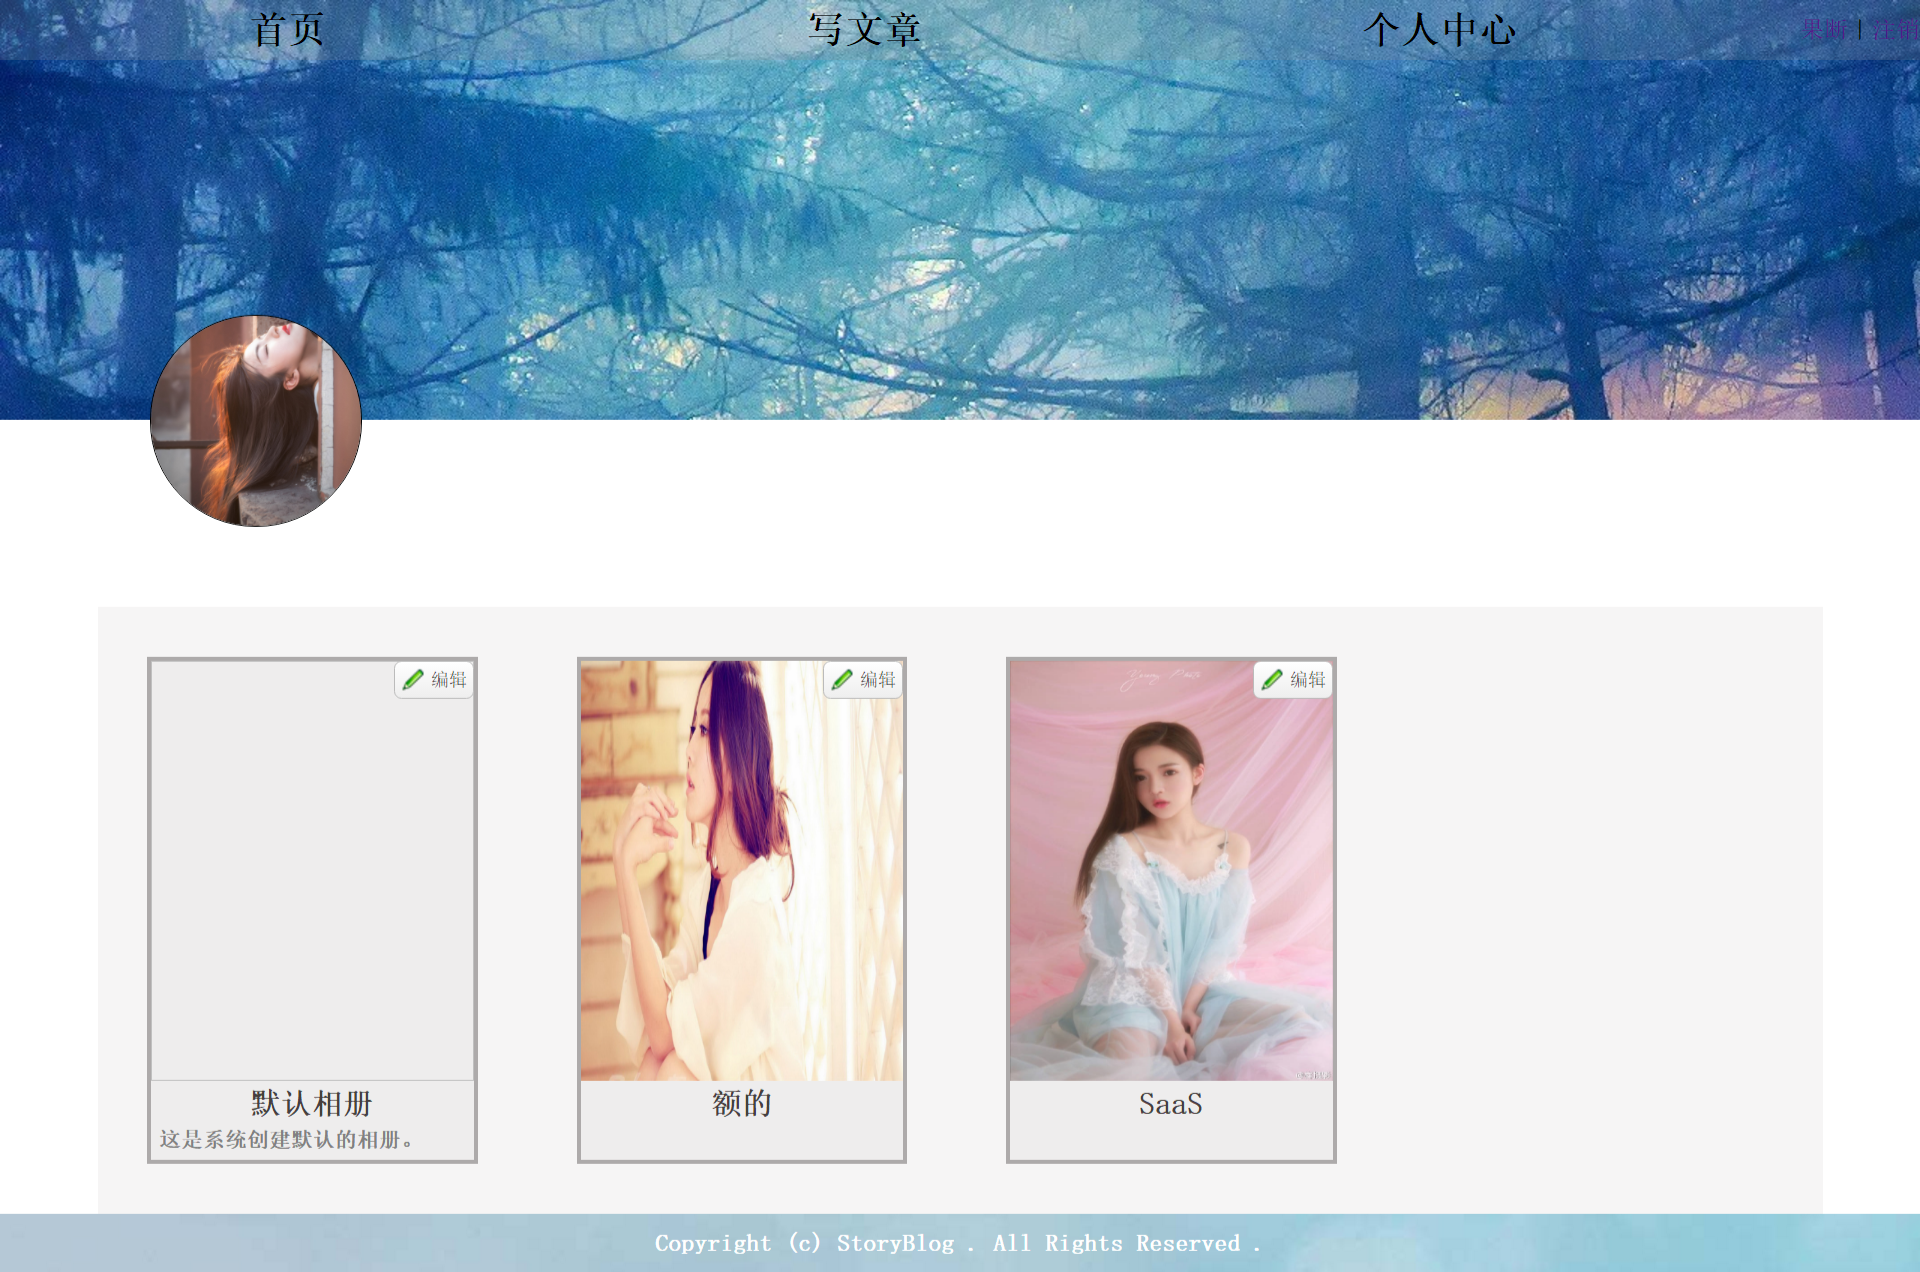 首页 写文章 个人中心 果断 | 注销
编辑 编辑 编辑
默认相册 额的 SaaS
这是系统创建默认的相册。
Copyright (c) StoryBlog . All Rights Reserved .